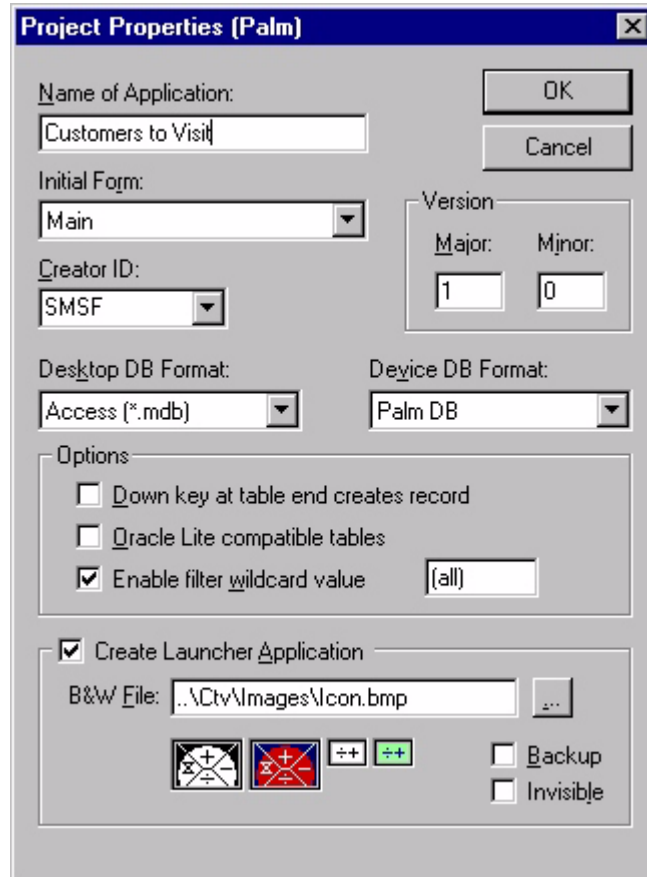 Project Properties (Palm)
Name of Application:
OK
Customers to Visit
Cancel
Initial Form:
Main
Version
Major: Minor:
1 0
Creator ID:
SMSF
Desktop DB Format: Device DB Format:
Access (*.mdb) Palm DB
Options
Down key at table end creates record
Oracle Lite compatible tables
Enable filter wildcard value (all)
Create Launcher Application
B&W File: ..\Ctv\Images\Icon.bmp ...
Backup
Invisible